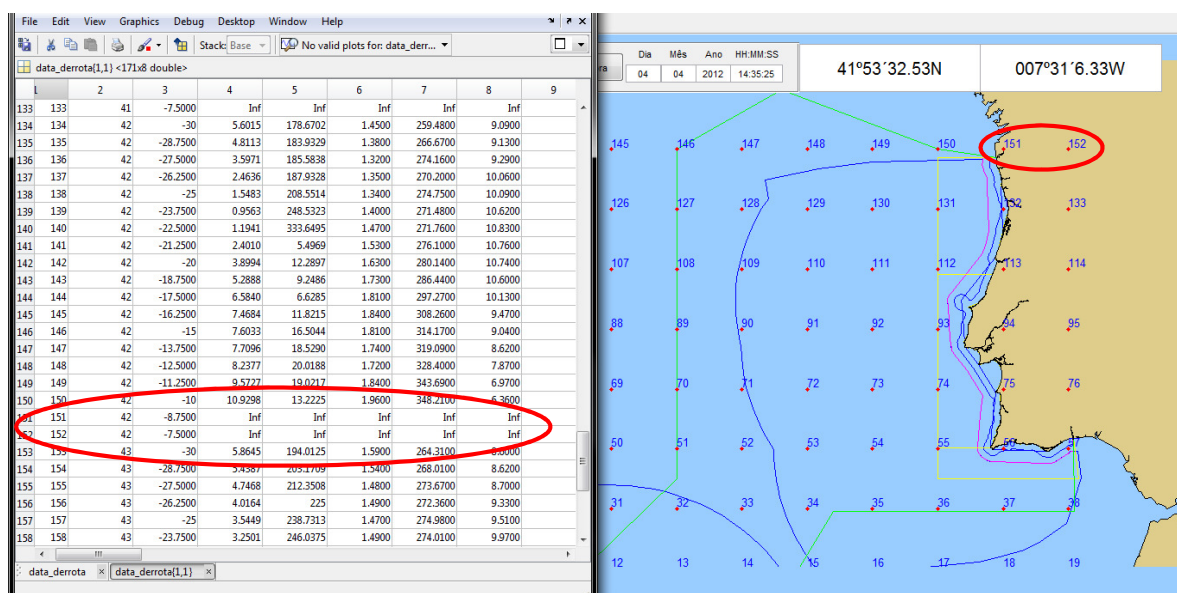 File Edit View Graphics Debug Desktop Window Help
Stack: Base No valid plots for: data_derr...
data_derrota{1,1} <171x8 double>
1 2 3 4 5 6 7 8 9
133 133 41 -7.5000 Inf Inf Inf Inf Inf
134 134 42 -30 5.6015 178.6702 1.4500 259.4800 9.0900
135 135 42 -28.7500 4.8113 183.9329 1.3800 266.6700 9.1300
136 136 42 -27.5000 3.5971 185.5838 1.3200 274.1600 9.2900
137 137 42 -26.2500 2.4636 187.9328 1.3500 270.2000 10.0600
138 138 42 -25 1.5483 208.5514 1.3400 274.7500 10.0900
139 139 42 -23.7500 0.9563 248.5323 1.4000 271.4800 10.6200
140 140 42 -22.5000 1.1941 333.6495 1.4700 271.7600 10.8300
141 141 42 -21.2500 2.4010 5.4969 1.5300 276.1000 10.7600
142 142 42 -20 3.8994 12.2897 1.6300 280.1400 10.7400
143 143 42 -18.7500 5.2888 9.2486 1.7300 286.4400 10.6000
144 144 42 -17.5000 6.5840 6.6285 1.8100 297.2700 10.1300
145 145 42 -16.2500 7.4684 11.8215 1.8400 308.2600 9.4700
146 146 42 -15 7.6033 16.5044 1.8100 314.1700 9.0400
147 147 42 -13.7500 7.7096 18.5290 1.7400 319.0900 8.6200
148 148 42 -12.5000 8.2377 20.0188 1.7200 328.4000 7.8700
149 149 42 -11.2500 9.5727 19.0217 1.8400 343.6900 6.9700
150 150 42 -10 10.9298 13.2225 1.9600 348.2100 6.3600
151 151 42 -8.7500 Inf Inf Inf Inf Inf
152 152 42 -7.5000 Inf Inf Inf Inf Inf
153 153 43 -30 5.8645 194.0125 1.5900 264.3100
154 154 43 -28.7500 203.1709 1.5400 268.0100 8.6200
155 155 43 -27.5000 4.7468 212.3508 1.4800 273.6700 8.7000
156 156 43 -26.2500 4.0164 225 1.4900 272.3600 9.3300
157 157 43 -25 3.5449 238.7313 1.4700 274.9800 9.5100
158 158 43 -23.7500 3.2501 246.0375 1.4900 274.0100 9.9700
data_derrota data_derrota{1,1}
Dia Mês Ano HH:MM:SS
ra 04 04 2012 14:35:25
41º53´32.53N 007º31´6.33W
145 146 147 148 149 150 151 152
126 127 128 129 130 131 132 133
107 108 109 110 111 112 113 114
88 89 90 91 92 93 94 95
69 70 71 72 73 74 75 76
50 51 52 53 54 55 56 57
31 32 33 34 35 36 37 38
12 13 14 15 16 17 18 19